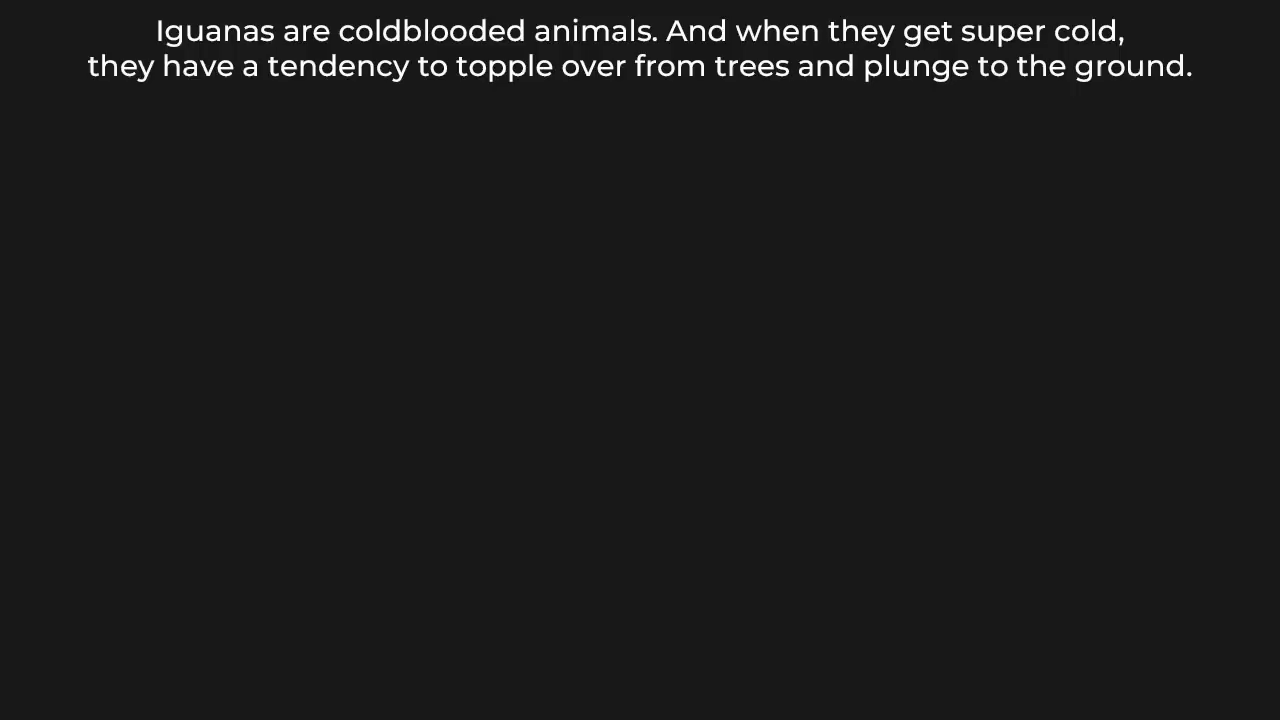 Iguanas are coldblooded animals. And when they get super cold,
they have a tendency to topple over from trees and plunge to the ground.